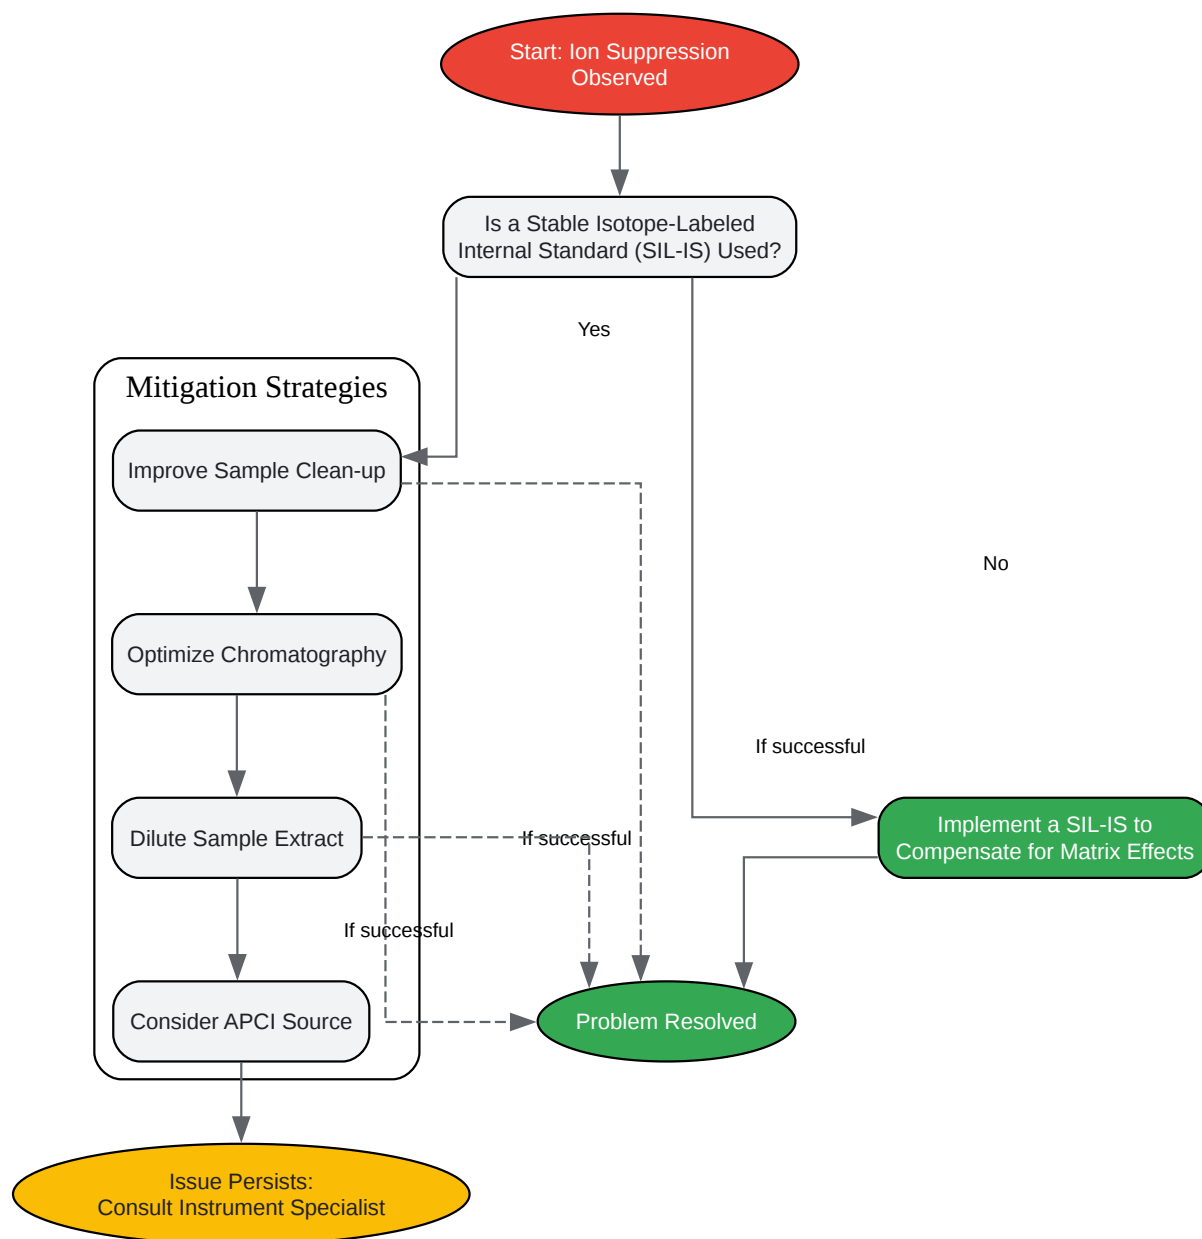 Start: Ion Suppression
Observed
Is a Stable Isotope-Labeled
Internal Standard (SIL-IS) Used?
Yes
Mitigation Strategies
Improve Sample Clean-up
No
Optimize Chromatography
If successful
Dilute Sample Extract
If successful
Implement a SIL-IS to
Compensate for Matrix Effects
If successful
Consider APCI Source
Problem Resolved
Issue Persists:
Consult Instrument Specialist